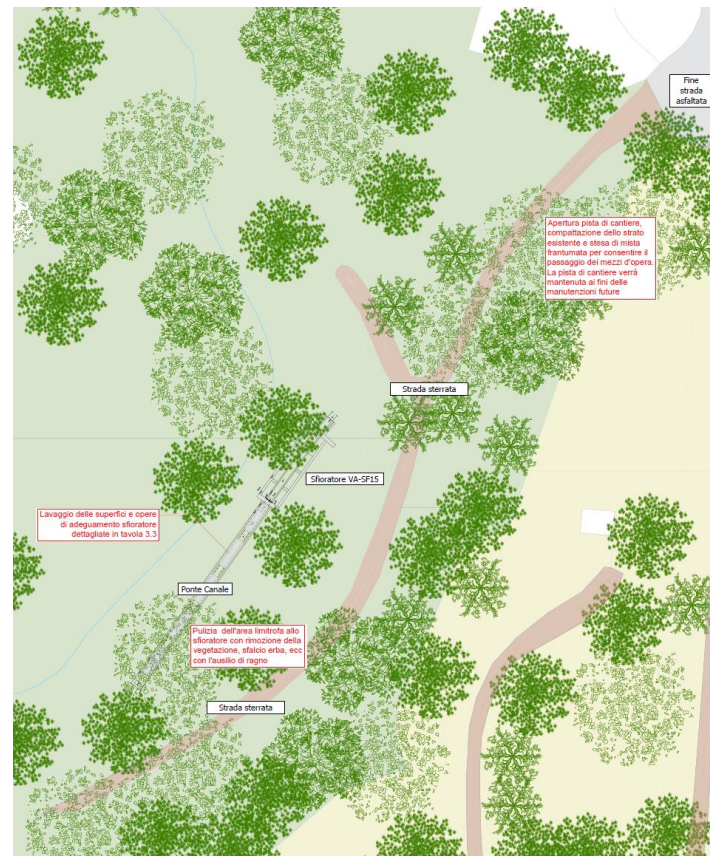 Fine
strada
asfaltata
Apertura pista di cantiere,
compattazione dello strato
esistente e stesa di mista
frantumata per consentire il
passaggio dei mezzi d'opera.
La pista di cantiere verrà
mantenuta ai fini delle
manutenzioni future
Strada sterrata
Sfioratore VA-SF15
Lavaggio delle superfici e opere
di adeguamento sfioratore
dettagliate in tavola 3.3
Ponte Canale
Pulizia dell'area limitrofa allo
sfioratore con rimozione della
vegetazione, sfalcio erba, ecc
con l'ausilio di ragno
Strada sterrata